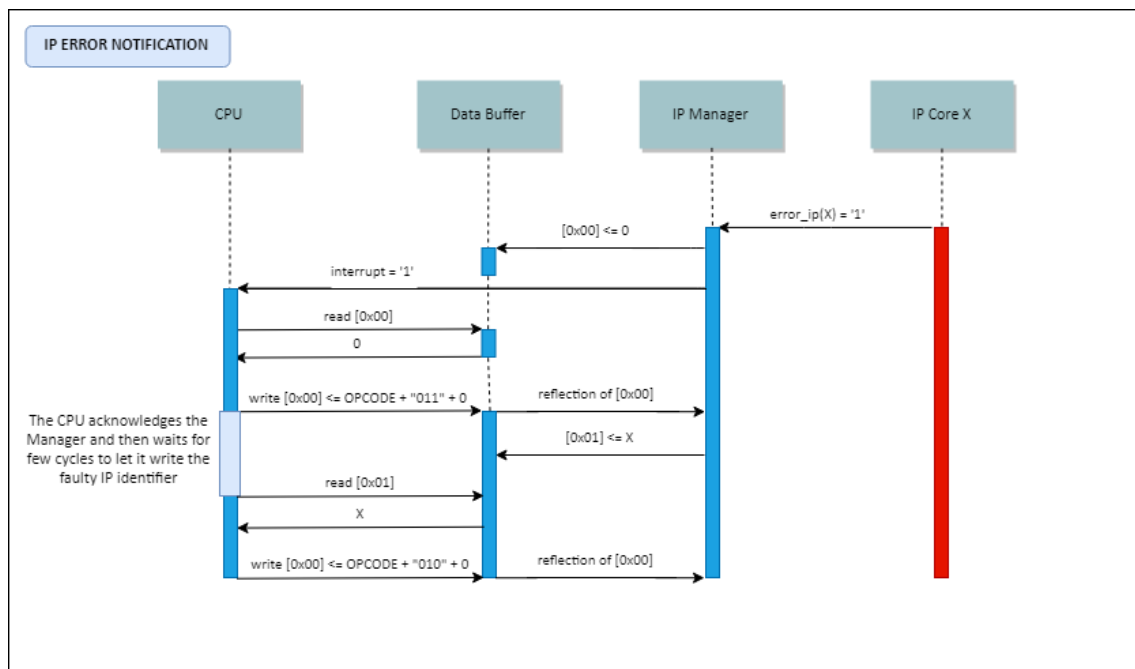 IP ERROR NOTIFICATION
CPU
Data Buffer
IP Manager
IP Core X
error_ip(X) = '1'
[0x00] <= 0
interrupt = '1'
read [0x00]
0
write [0x00] <= OPCODE + "011" + 0
reflection of [0x00]
The CPU acknowledges the
Manager and then waits for
few cycles to let it write the
faulty IP identifier
[0x01] <= X
read [0x01]
X
write [0x00] <= OPCODE + "010" + 0
reflection of [0x00]